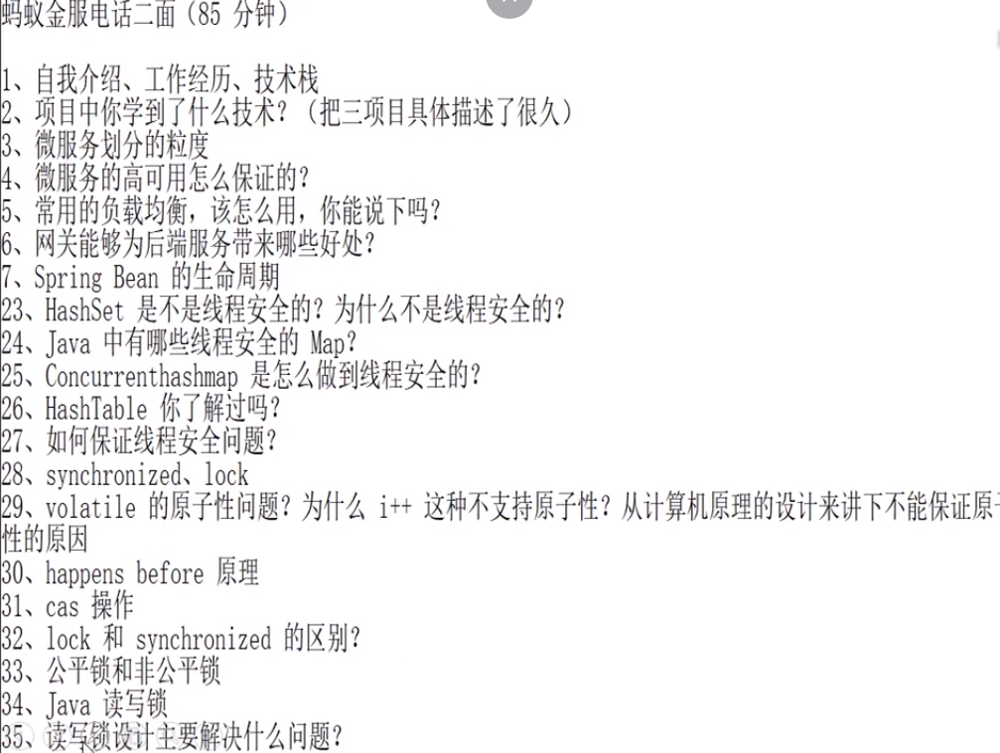 蚂蚁金服电话二面（85 分钟）
1、自我介绍、工作经历、技术栈
2、项目中你学到了什么技术？（把三项目具体描述了很久）
3、微服务划分的粒度
4、微服务的高可用怎么保证的？
5、常用的负载均衡，该怎么用，你能说下吗？
6、网关能够为后端服务带来哪些好处？
7、Spring Bean 的生命周期
23、HashSet 是不是线程安全的？为什么不是线程安全的？
24、Java 中有哪些线程安全的 Map？
25、Concurrenthashmap 是怎么做到线程安全的？
26、HashTable 你了解过吗？
27、如何保证线程安全问题？
28、synchronized、lock
29、volatile 的原子性问题？为什么 i++ 这种不支持原子性？从计算机原理的设计来讲下不能保证原子
性的原因
30、happens before 原理
31、cas 操作
32、lock 和 synchronized 的区别？
33、公平锁和非公平锁
34、Java 读写锁
35、读写锁设计主要解决什么问题？